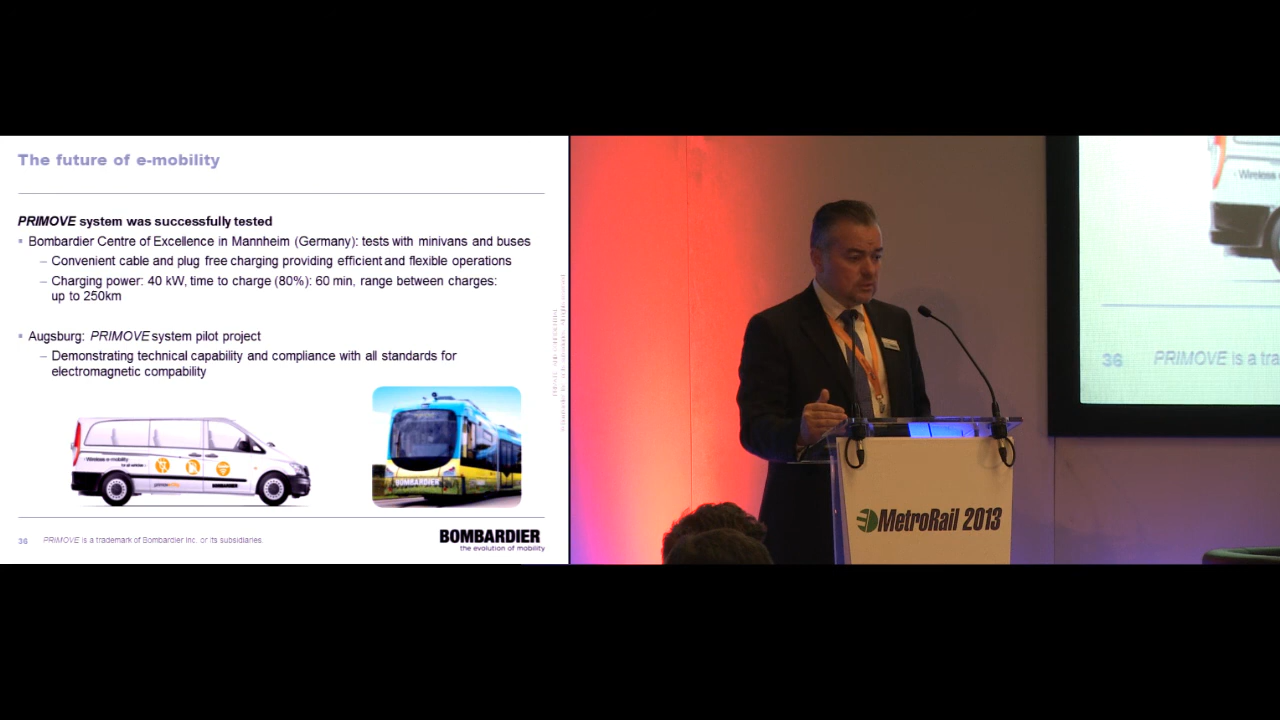 The future of e-mobility
PRIMOVE system was successfully tested
Bombardier Centre of Excellence in Mannheim (Germany): tests with minivans and buses
– Convenient cable and plug free charging providing efficient and flexible operations
– Charging power: 40 kW, time to charge (80%): 60 min, range between charges:
up to 250km
Augsburg: PRIMOVE system pilot project
– Demonstrating technical capability and compliance with all standards for
electromagnetic compability
Wireless e-mobility
BOMBARDIER
BOMBARDIER
36 PRIMOVE is a trademark of Bombardier Inc. or its subsidiaries.
BOMBARDIER
the evolution of mobility
Wireless
36 PRIMOVE is a tra
MetroRail 2013